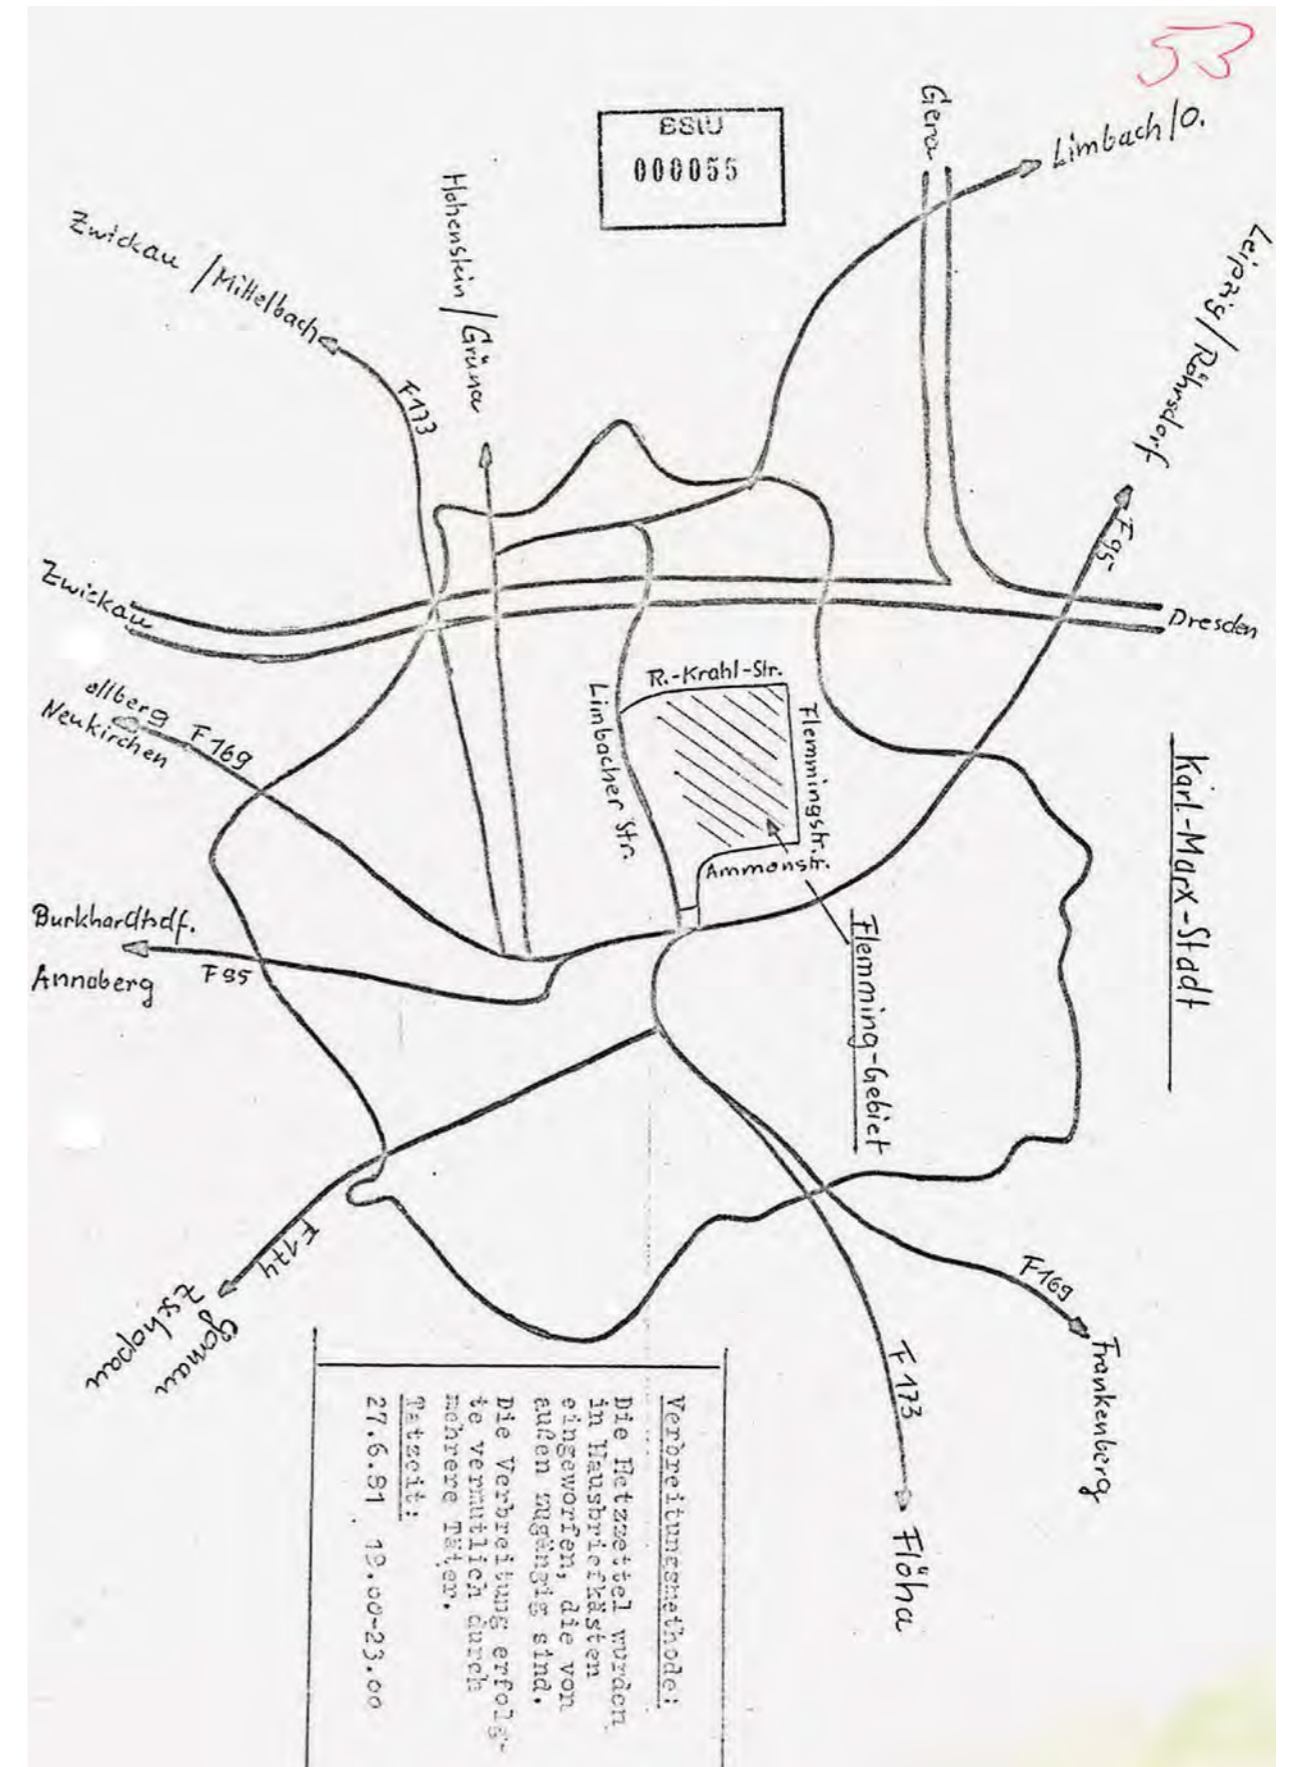 53
BStU
000055
Karl-Marx-Stadt
Gera
Limbach/O.
Leipzig/Röhrsdorf
F95
Dresden
Hohenstein/Grüna
Zwickau/Mittelbach
F173
Zwickau
ollberg
Neukirchen
F169
Burkhardtsdf.
Annaberg
F95
R.-Krahl-Str.
Limbacher Str.
Flemmingstr.
Ammonstr.
Flemming-Gebiet
F174
Gornau
Zschopau
F169
Frankenberg
F173
Flöha
Verbreitungsmethode:
Die Hetzzettel wurden
in Hausbriefkästen
eingeworfen, die von
außen zugängig sind.
Die Verbreitung erfolg-
te vermutlich durch
mehrere Täter.
Tatzeit:
27.6.81 19.00-23.00